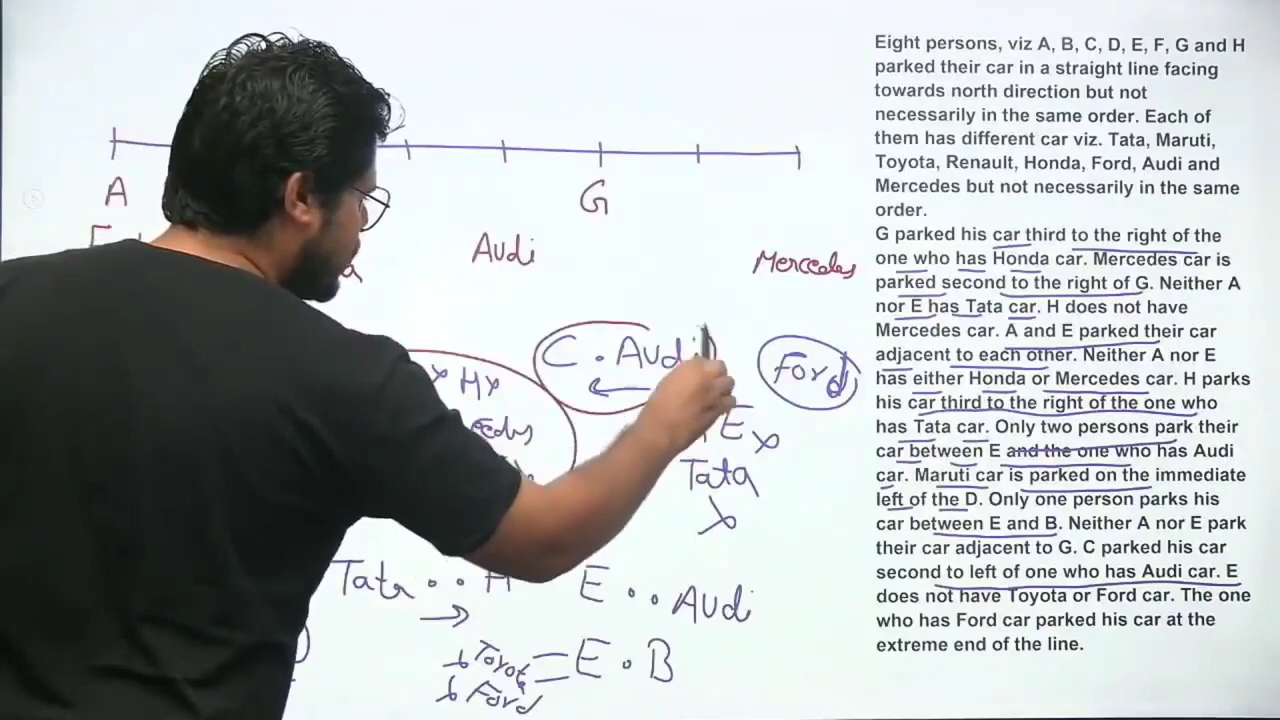 Eight persons, viz A, B, C, D, E, F, G and H
parked their car in a straight line facing
towards north direction but not
necessarily in the same order. Each of
them has different car viz. Tata, Maruti,
Toyota, Renault, Honda, Ford, Audi and
Mercedes but not necessarily in the same
order.
G parked his car third to the right of the
one who has Honda car. Mercedes car is
parked second to the right of G. Neither A
nor E has Tata car. H does not have
Mercedes car. A and E parked their car
adjacent to each other. Neither A nor E
has either Honda or Mercedes car. H parks
his car third to the right of the one who
has Tata car. Only two persons park their
car between E and the one who has Audi
car. Maruti car is parked on the immediate
left of the D. Only one person parks his
car between E and B. Neither A nor E park
their car adjacent to G. C parked his car
second to left of one who has Audi car. E
does not have Toyota or Ford car. The one
who has Ford car parked his car at the
extreme end of the line.
A G
Audi Mercedes
C . Audi Ford
H
E
Tata
Tata . . H E . . Audi
E . B
Ford